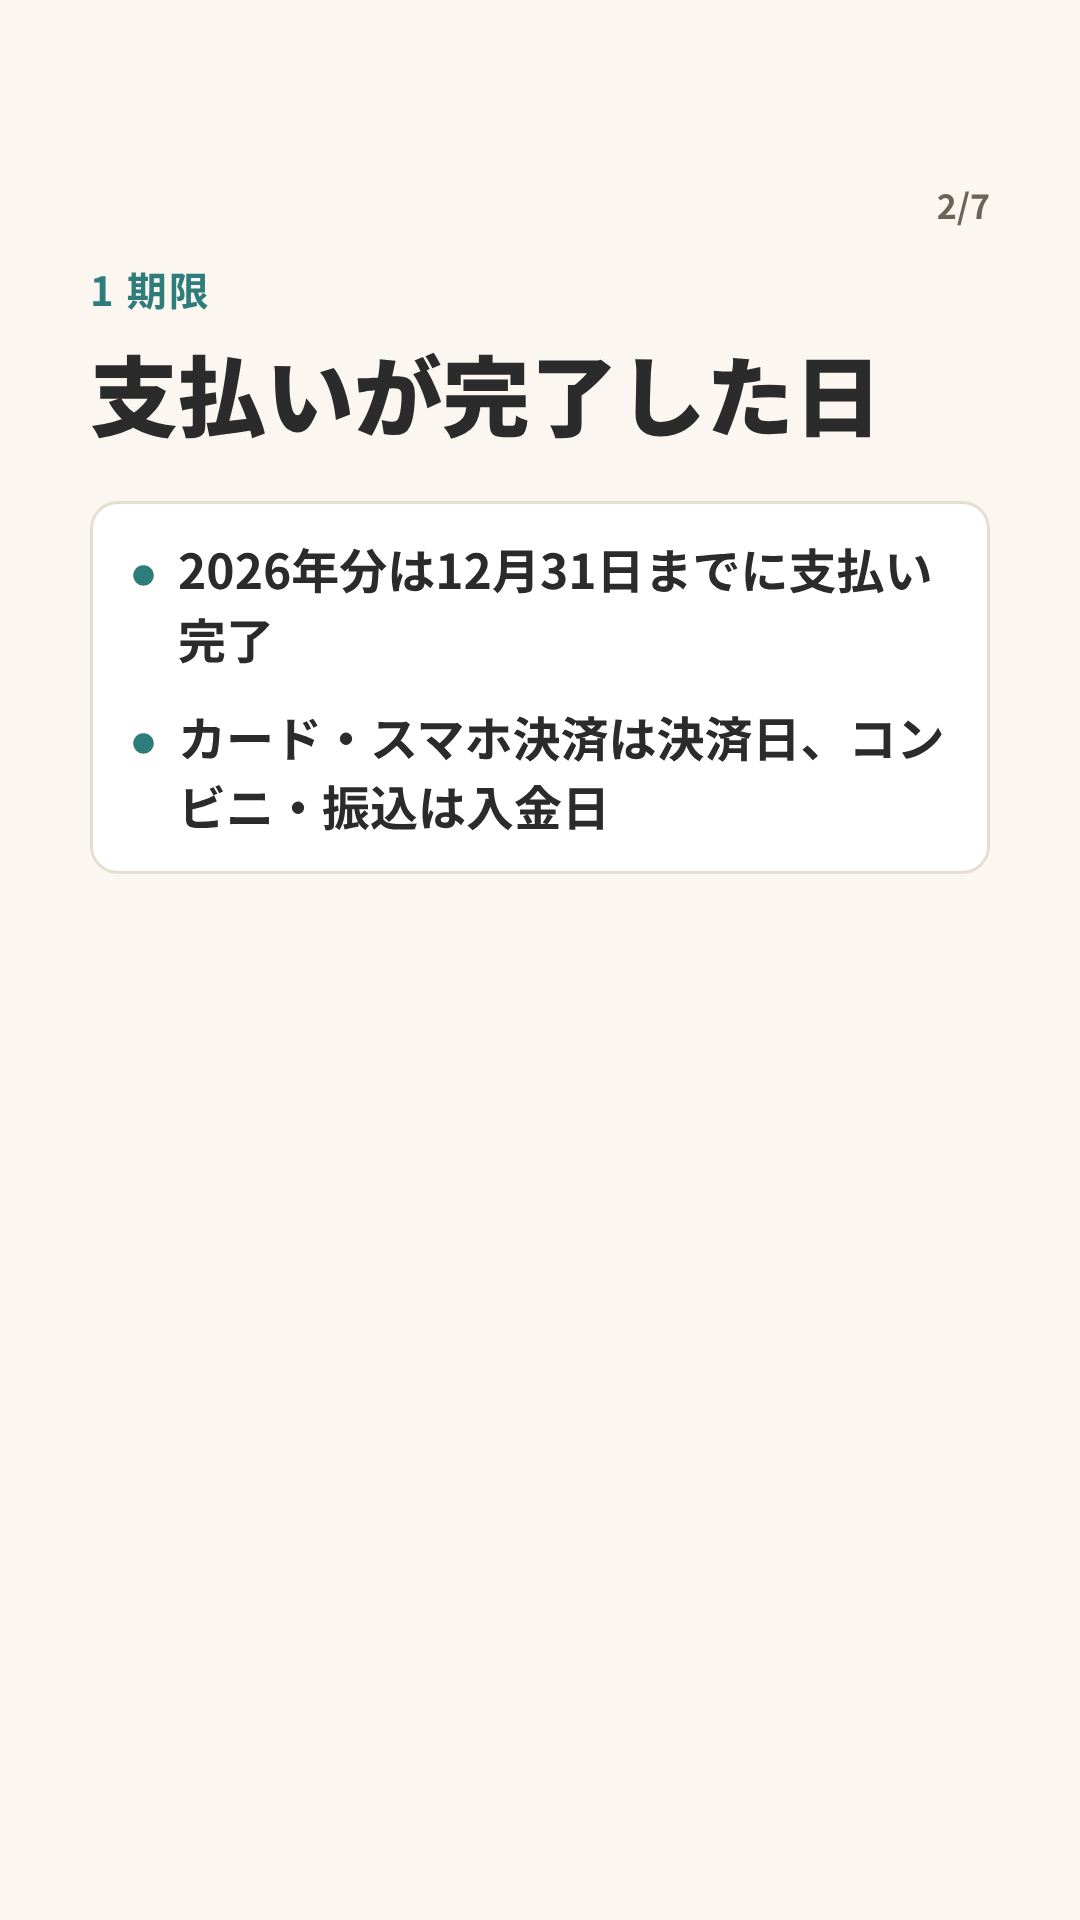 2/7
1 期限
支払いが完了した日
2026年分は12月31日までに支払い
完了
カード・スマホ決済は決済日、コン
ビニ・振込は入金日